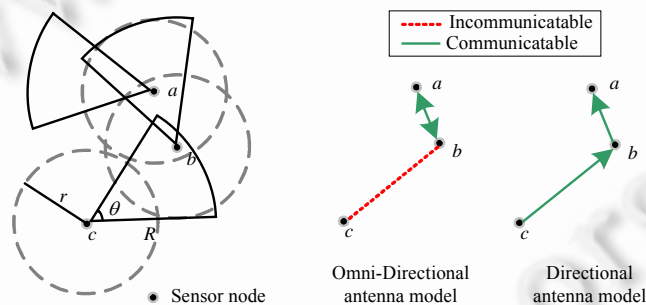 Incommunicatable
Communicatable
a
b
r
θ
c
R
a
b
c
a
b
c
Sensor node
Omni-Directional
antenna model
Directional
antenna model